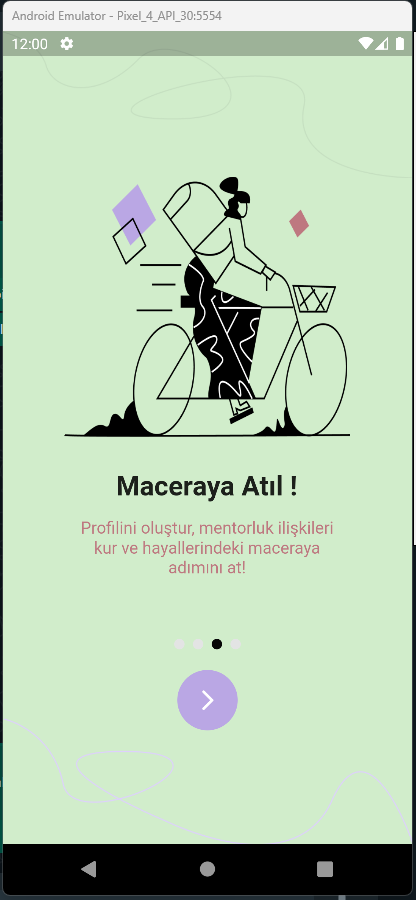 Android Emulator - Pixel_4_API_30:5554
12:00
Maceraya Atıl !
Profilini oluştur, mentorluk ilişkileri
kur ve hayallerindeki maceraya
adımını at!